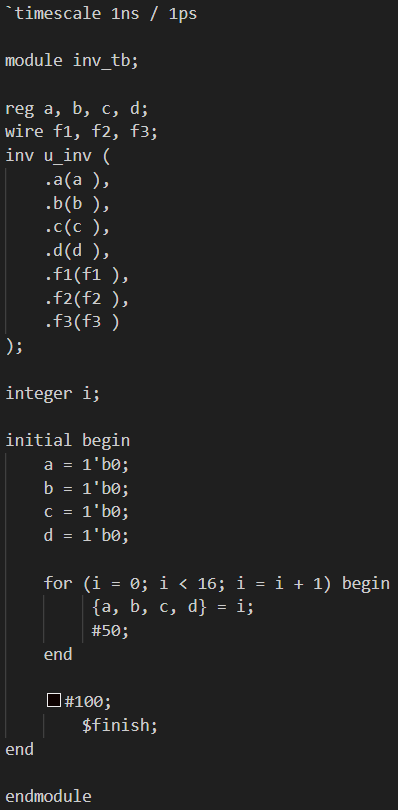 `timescale 1ns / 1ps
module inv_tb;
reg a, b, c, d;
wire f1, f2, f3;
inv u_inv (
.a(a ),
.b(b ),
.c(c ),
.d(d ),
.f1(f1 ),
.f2(f2 ),
.f3(f3 )
);
integer i;
initial begin
a = 1'b0;
b = 1'b0;
c = 1'b0;
d = 1'b0;
for (i = 0; i < 16; i = i + 1) begin
{a, b, c, d} = i;
#50;
end
#100;
$finish;
end
endmodule